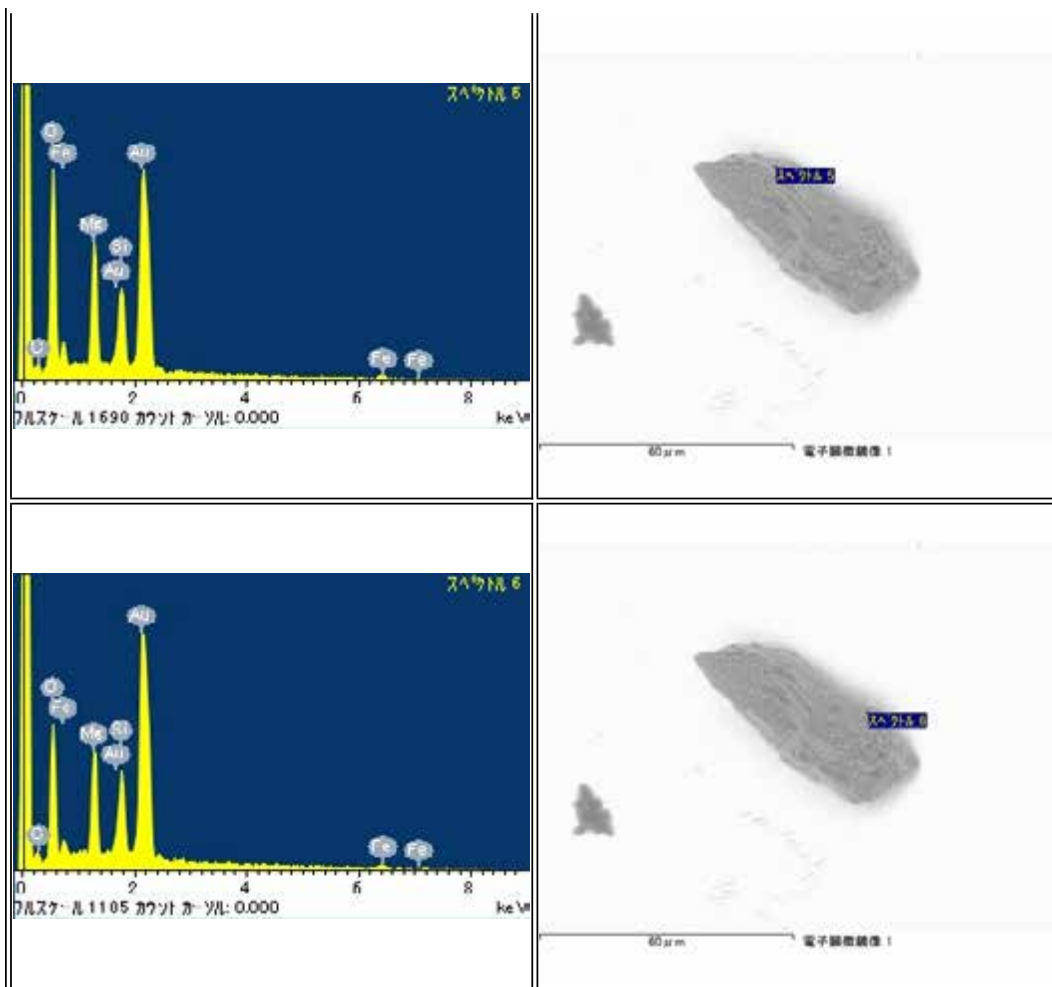 スペクトル 5
O
Fe
Au
Mg
Si
Au
C
Fe
Fe
0 2 4 6 8
フルスケール 1690 カウント カーソル: 0.000 keV
スペクトル 5
60μm 電子顕微鏡像 1
スペクトル 6
Au
O
Fe
Mg
Si
Au
C
Fe
Fe
0 2 4 6 8
フルスケール 1105 カウント カーソル: 0.000 keV
スペクトル 6
60μm 電子顕微鏡像 1